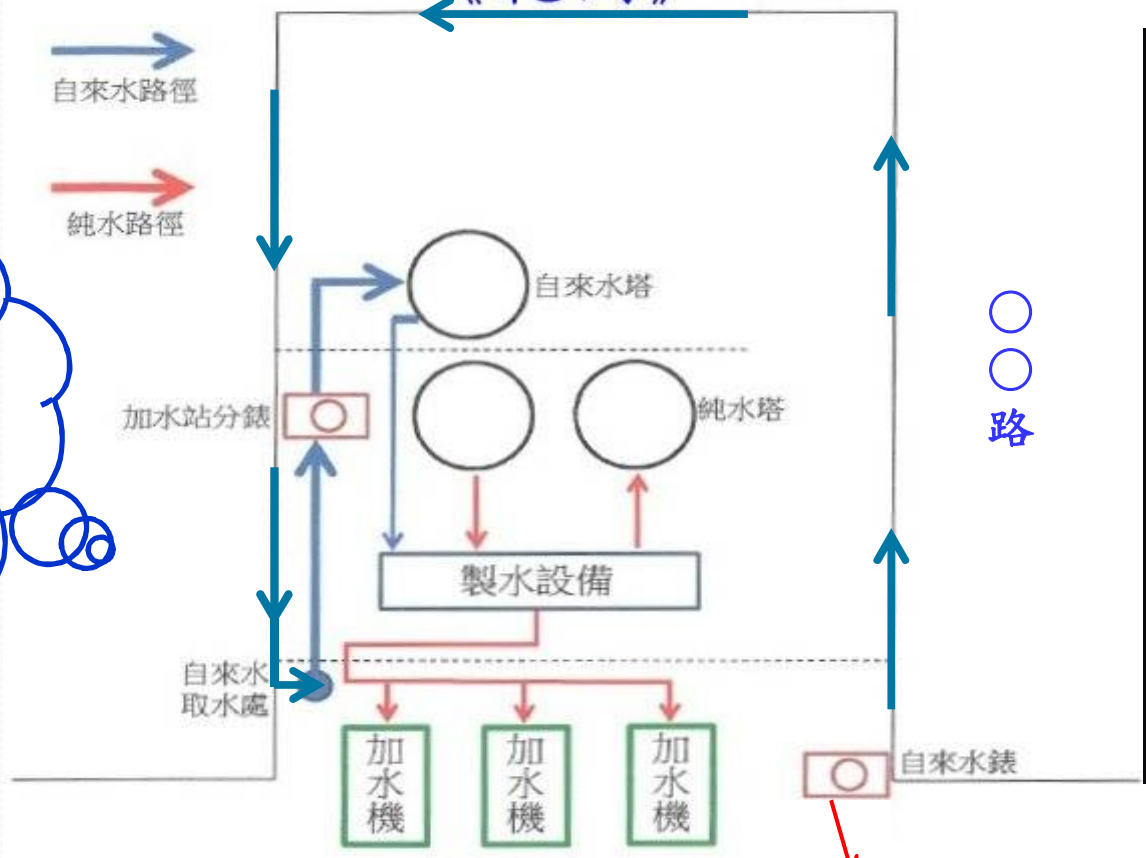 自來水路徑
純水路徑
自來水塔
加水站分錶
純水塔
○
○
路
製水設備
自來水
取水處
加
水
機
加
水
機
加
水
機
自來水錶